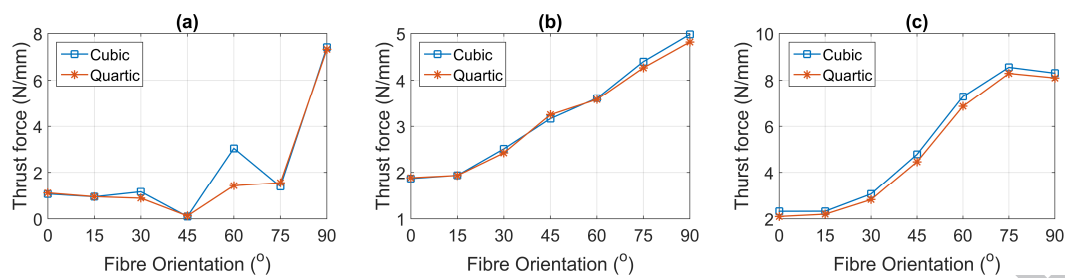 (a)
Thrust force (N/mm)
8
6
4
2
0
Cubic
Quartic
0 15 30 45 60 75 90
Fibre Orientation (o)
(b)
Thrust force (N/mm)
5
4
3
2
1
Cubic
Quartic
0 15 30 45 60 75 90
Fibre Orientation (o)
(c)
Thurst force (N/mm)
10
8
6
4
2
Cubic
Quartic
0 15 30 45 60 75 90
Fibre Orientation (o)